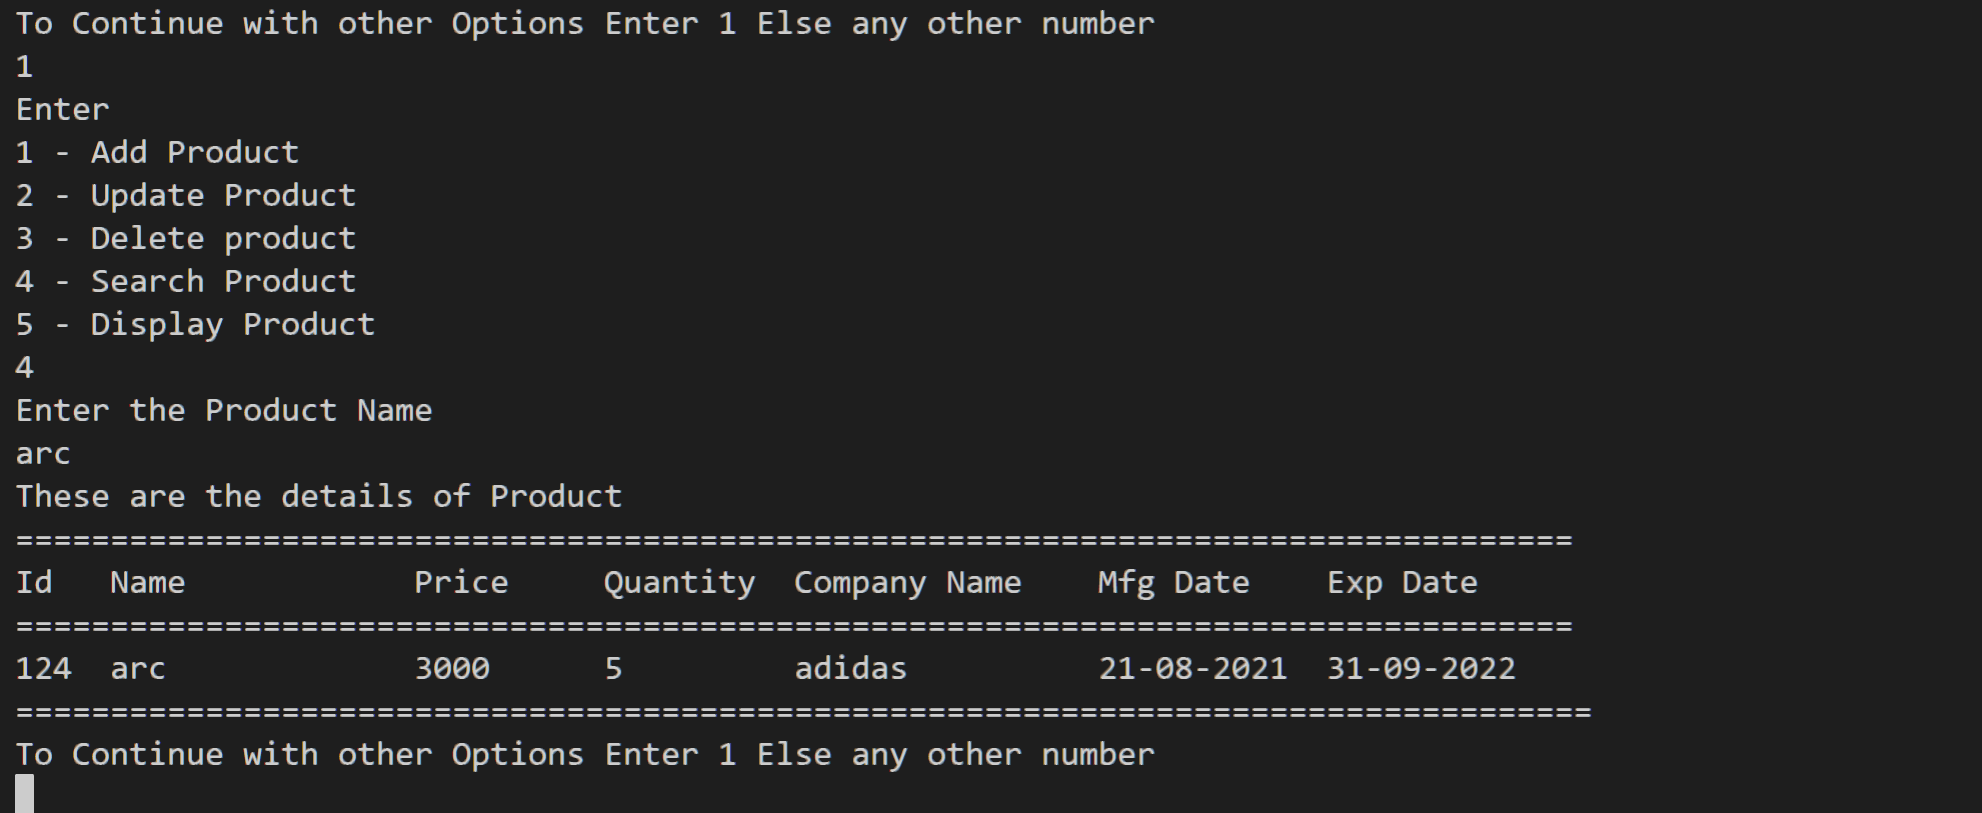 To Continue with other Options Enter 1 Else any other number
1
Enter
1 - Add Product
2 - Update Product
3 - Delete product
4 - Search Product
5 - Display Product
4
Enter the Product Name
arc
These are the details of Product
==================================================================================
Id   Name            Price     Quantity  Company Name    Mfg Date    Exp Date
==================================================================================
124  arc             3000      5         adidas          21-08-2021  31-09-2022
===================================================================================
To Continue with other Options Enter 1 Else any other number